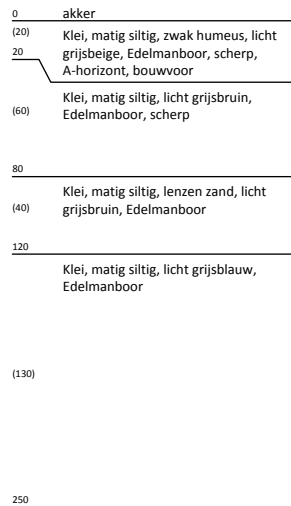 0 akker
(20) Klei, matig siltig, zwak humeus, licht
grijsbeige, Edelmanboor, scherp,
20
A-horizont, bouwvoor
Klei, matig siltig, licht grijsbruin,
(60) Edelmanboor, scherp
80
Klei, matig siltig, lenzen zand, licht
(40) grijsbruin, Edelmanboor
120
Klei, matig siltig, licht grijsblauw,
Edelmanboor
(130)
250